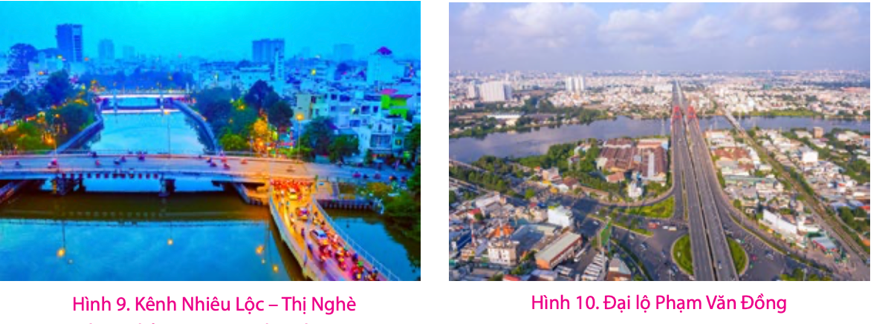 Hình 9. Kênh Nhiêu Lộc – Thị Nghè
Hình 10. Đại lộ Phạm Văn Đồng